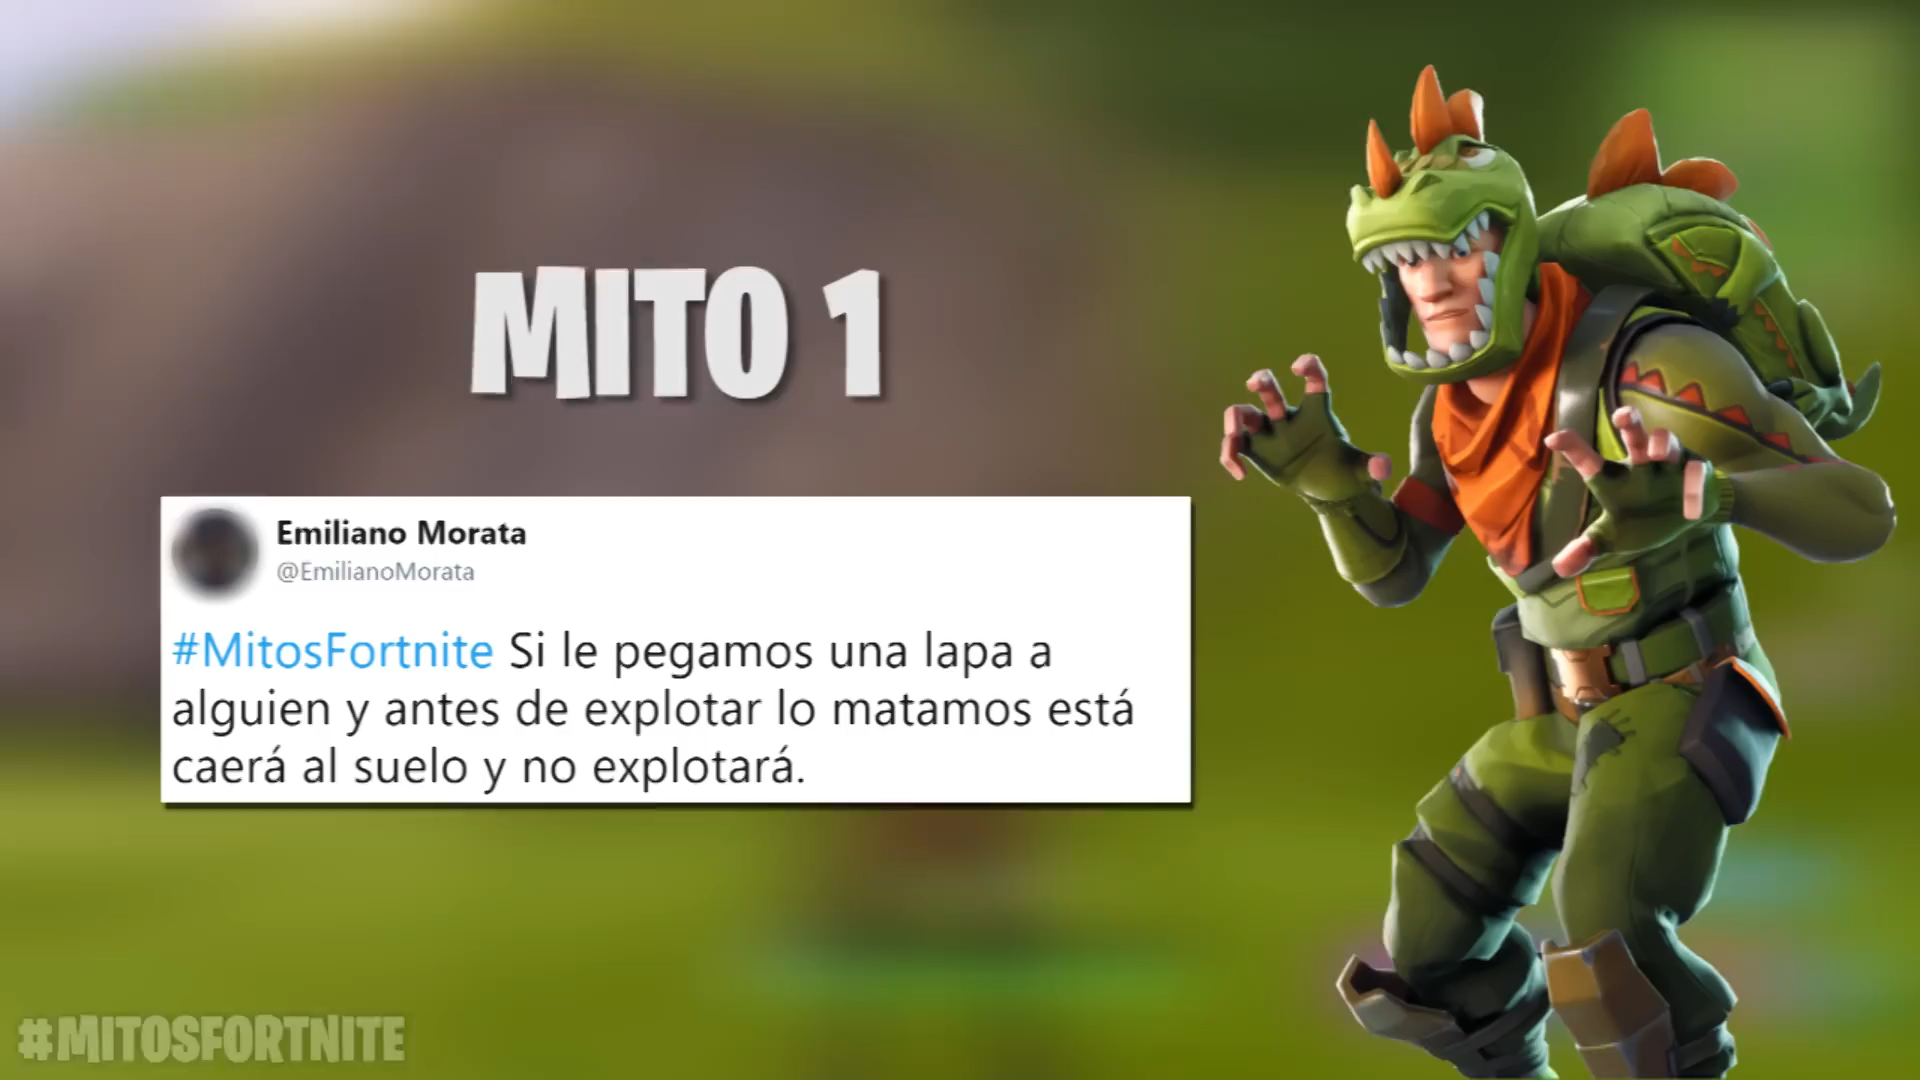 MITO 1
Emiliano Morata
@EmilianoMorata
#MitosFortnite Si le pegamos una lapa a
alguien y antes de explotar lo matamos está
caerá al suelo y no explotará.
#MITOSFORTNITE